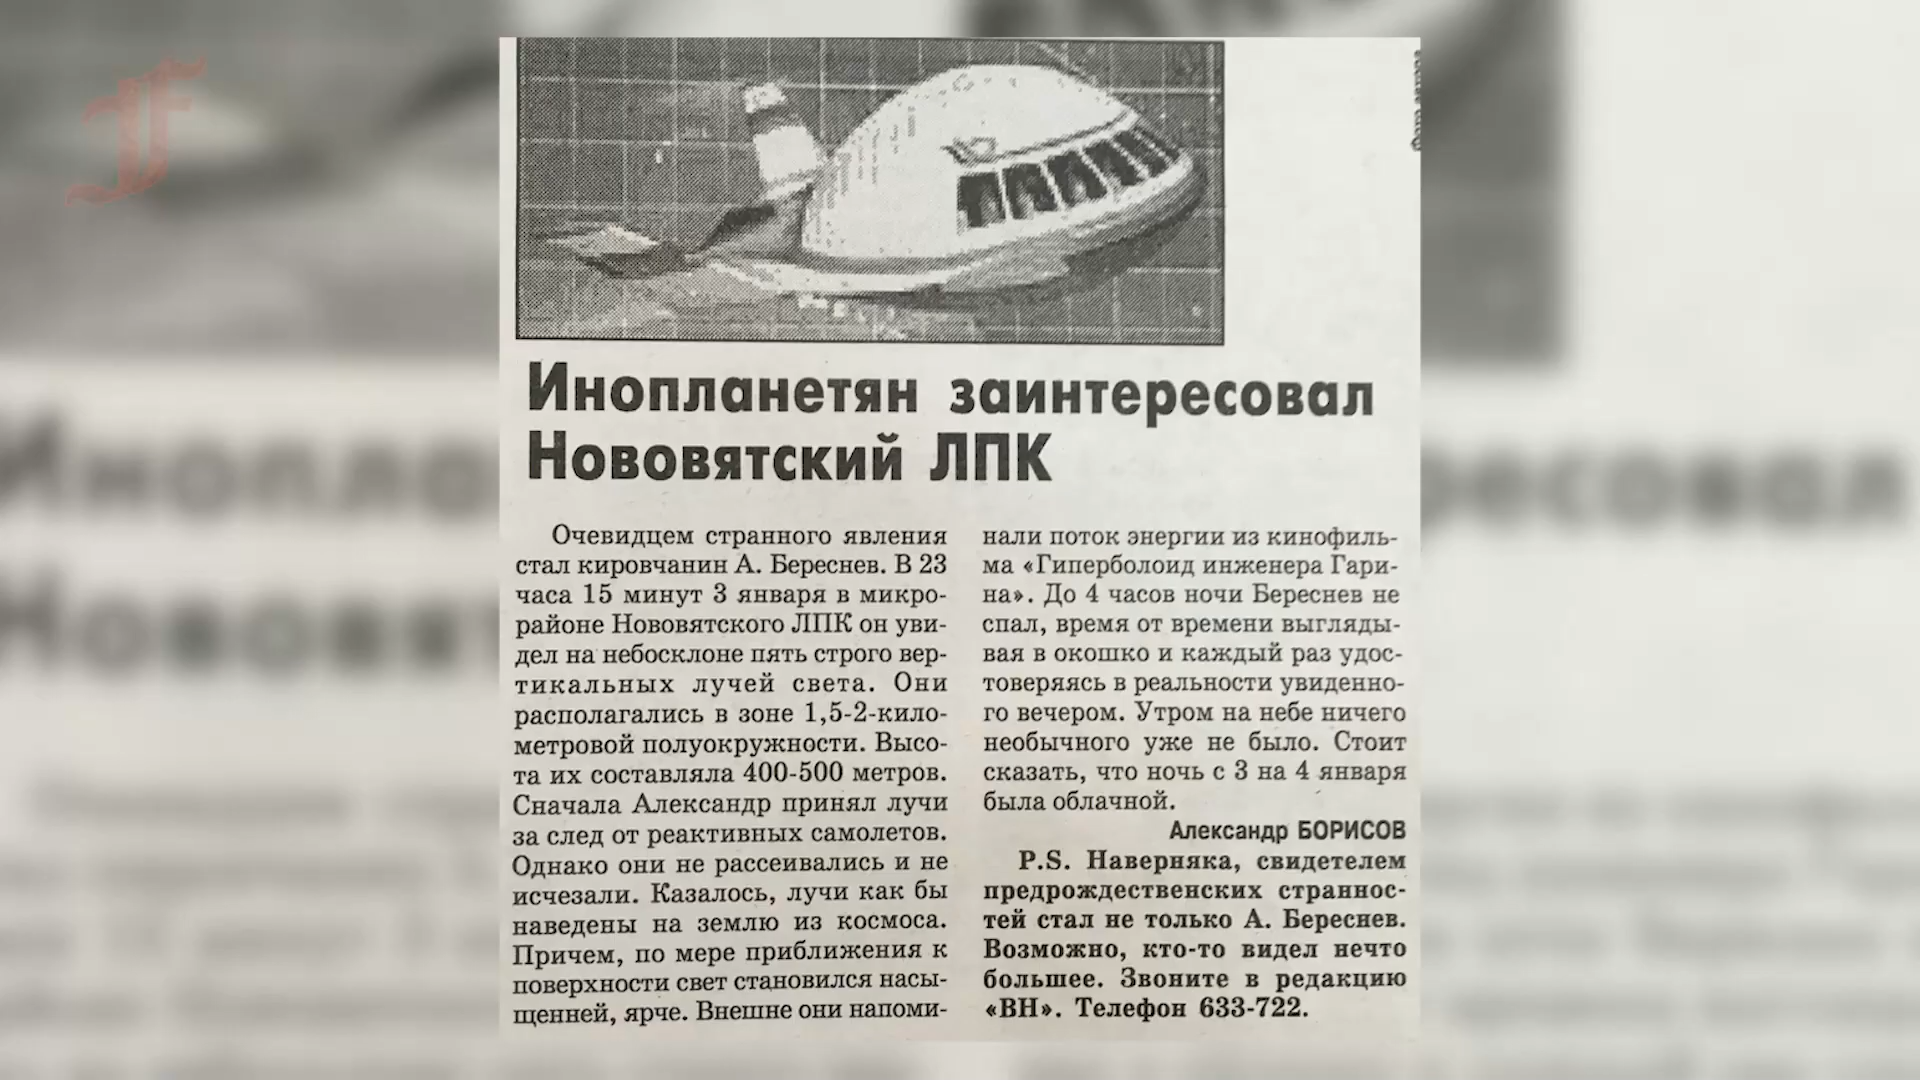 Инопланетян заинтересовал
Нововятский ЛПК
Очевидцем странного явления
стал кировчанин А. Береснев. В 23
часа 15 минут 3 января в микро-
районе Нововятского ЛПК он уви-
дел на небосклоне пять строго вер-
тикальных лучей света. Они
располагались в зоне 1,5-2-кило-
метровой полуокружности. Высо-
та их составляла 400-500 метров.
Сначала Александр принял лучи
за след от реактивных самолетов.
Однако они не рассеивались и не
исчезали. Казалось, лучи как бы
наведены на землю из космоса.
Причем, по мере приближения к
поверхности свет становился насы-
щенней, ярче. Внешне они напоми-
нали поток энергии из кинофиль-
ма «Гиперболоид инженера Гари-
на». До 4 часов ночи Береснев не
спал, время от времени выгляды-
вая в окошко и каждый раз удос-
товеряясь в реальности увиденно-
го вечером. Утром на небе ничего
необычного уже не было. Стоит
сказать, что ночь с 3 на 4 января
была облачной.
Александр БОРИСОВ
P.S. Наверняка, свидетелем
предрождественских страннос-
тей стал не только А. Береснев.
Возможно, кто-то видел нечто
большее. Звоните в редакцию
«ВН». Телефон 633-722.